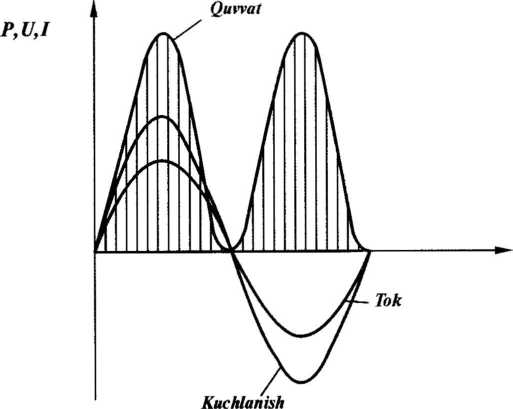 Quvvat
P,U,I
Tok
Kuchlanish